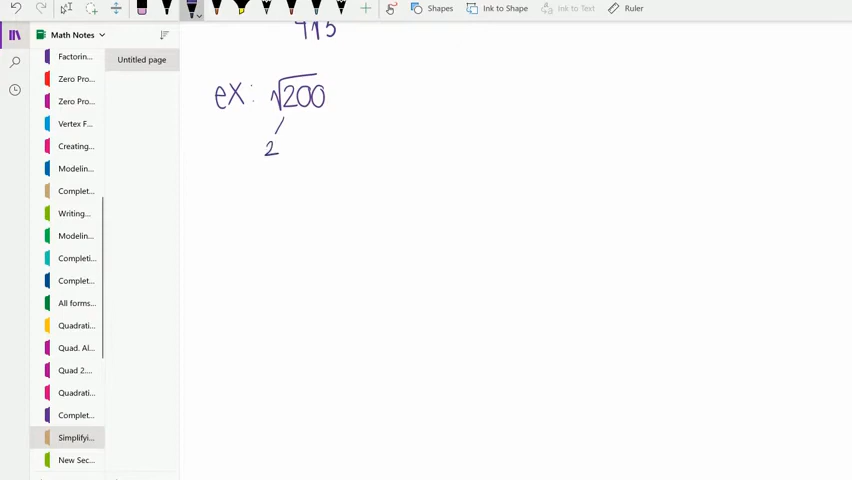 Shapes
Ink to Shape
Ink to Text
Ruler
Math Notes
Factorin...
Untitled page
Zero Pro...
Zero Pro...
Vertex F...
Creating...
Modelin...
Complet...
Writing...
Modelin...
Completi...
Complet...
All forms...
Quadrati...
Quad. Al...
Quad 2....
Quadrati...
Complet...
Simplifyi...
New Sec...
ex: √200
2